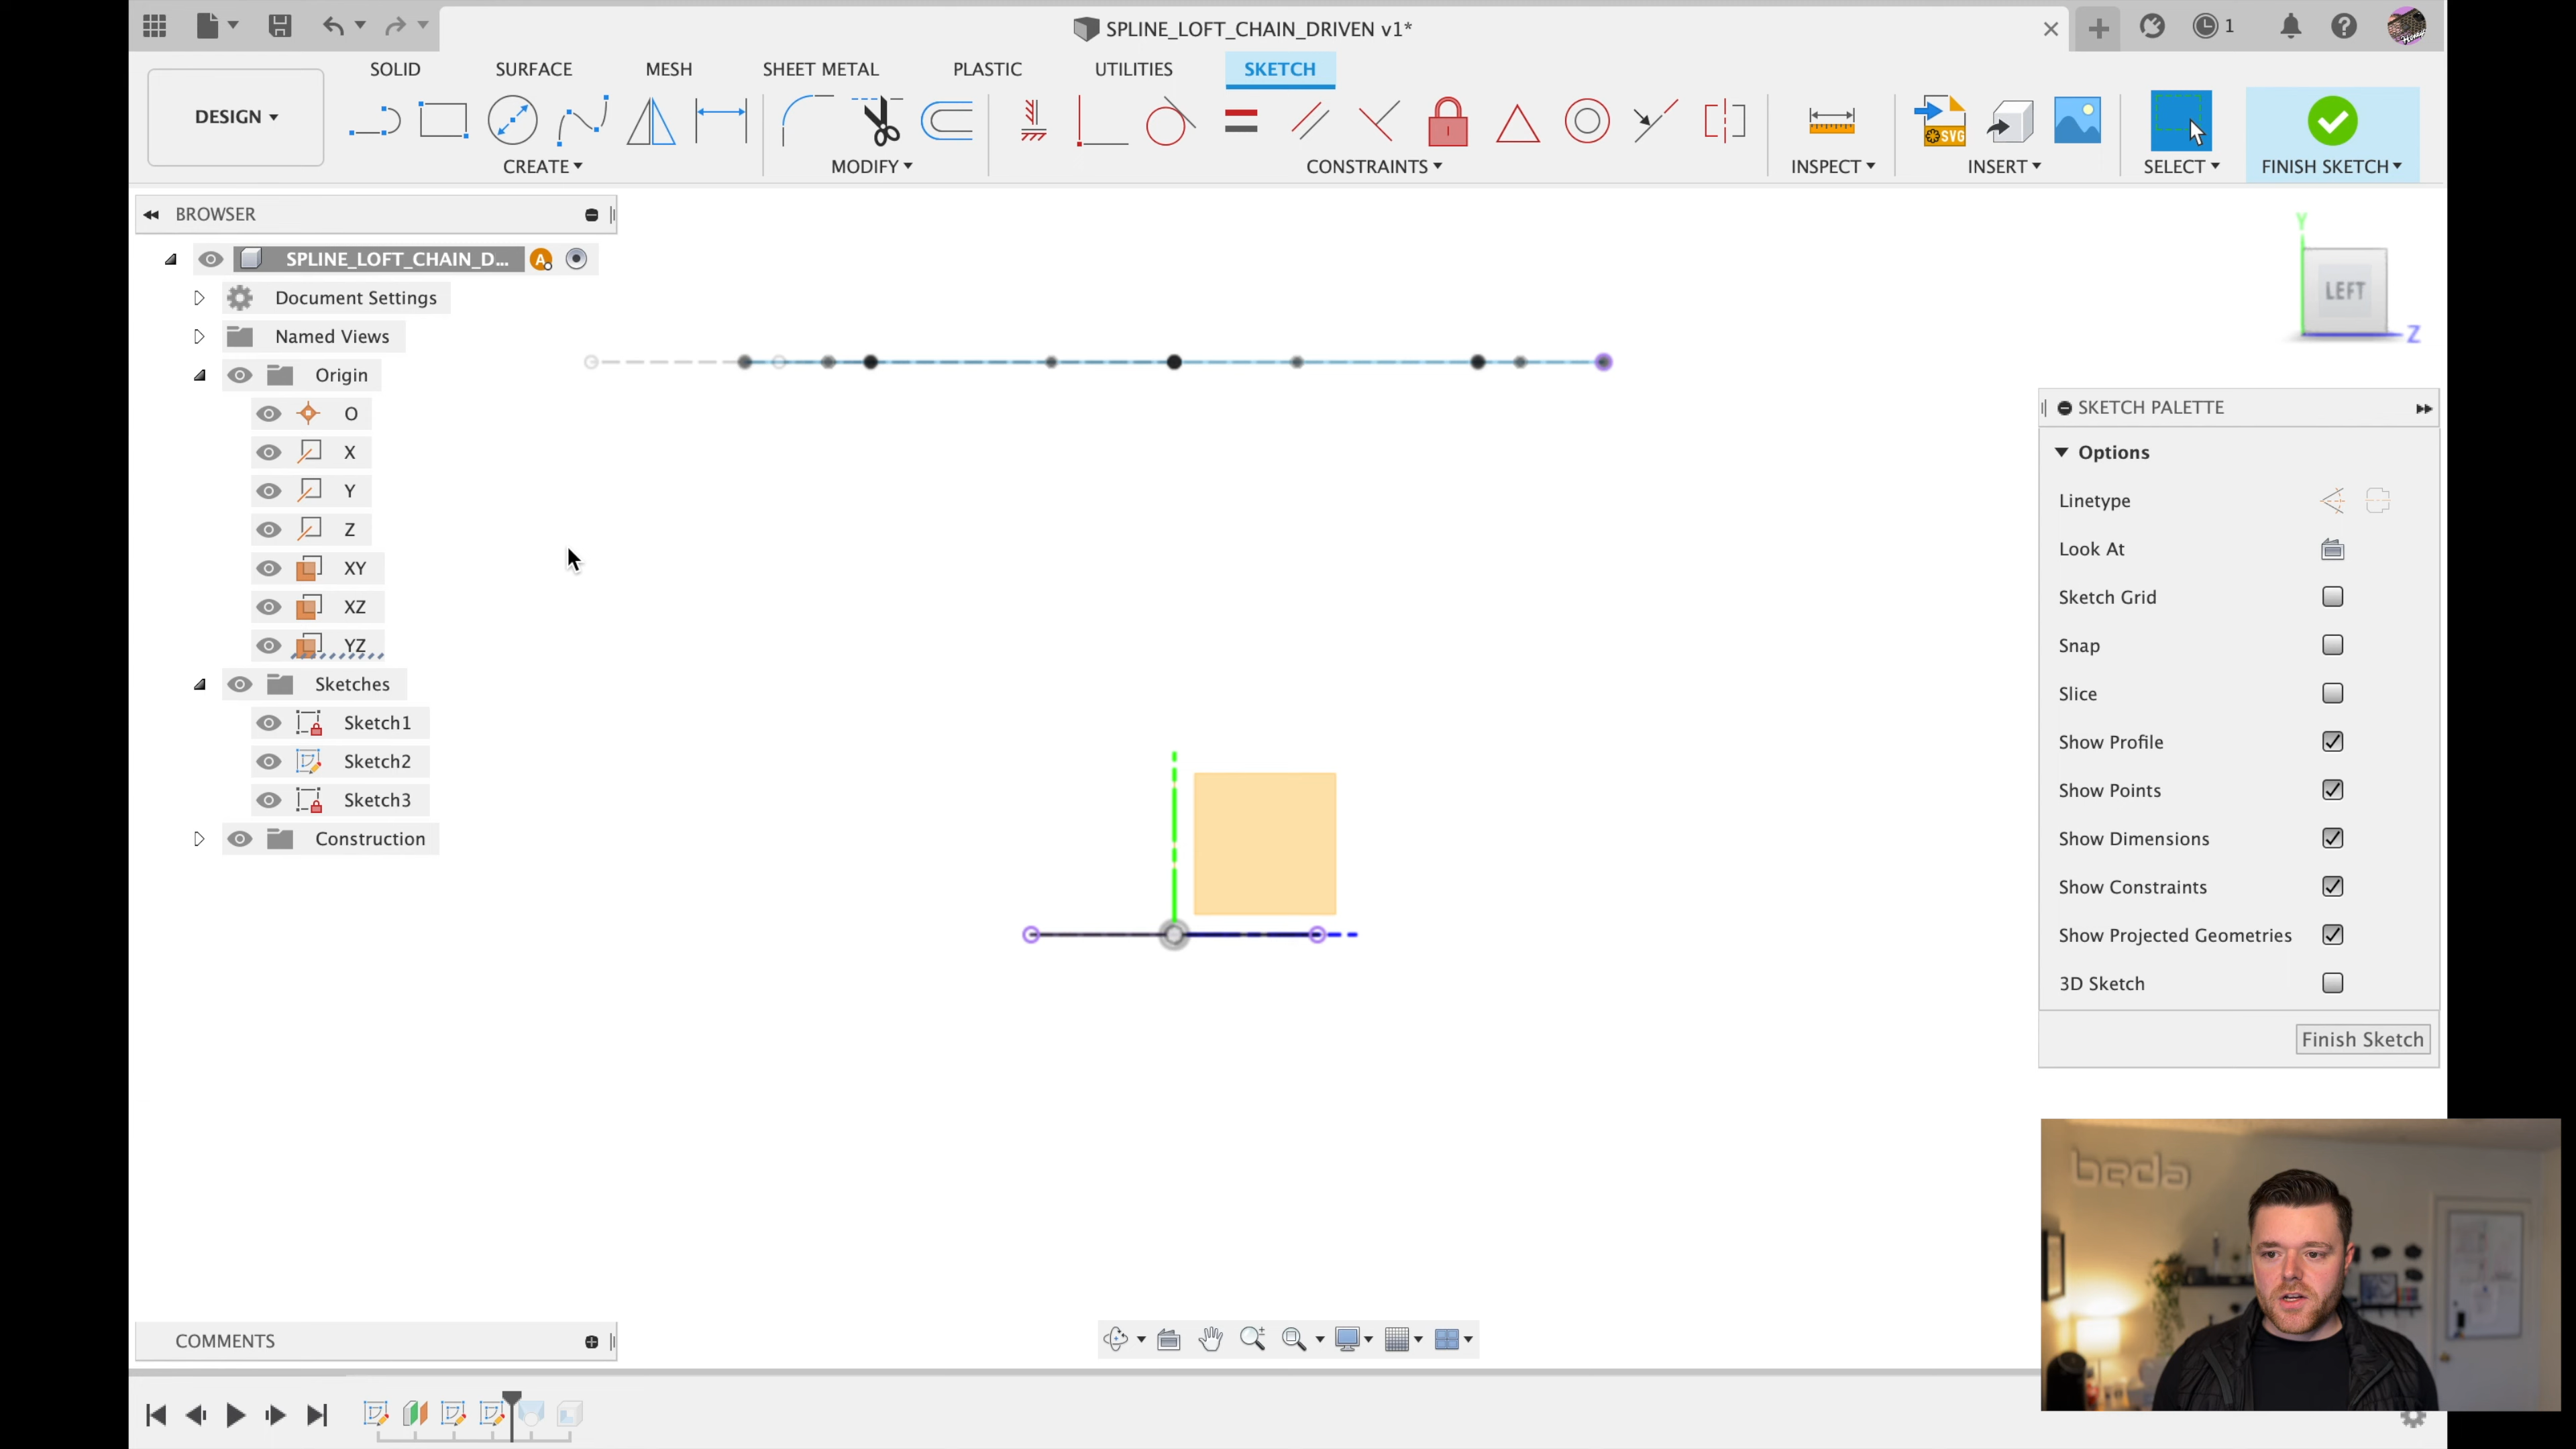 SPLINE_LOFT_CHAIN_DRIVEN v1*
1
SOLID
SURFACE
MESH
SHEET METAL
PLASTIC
UTILITIES
SKETCH
DESIGN
CREATE
MODIFY
CONSTRAINTS
INSPECT
SVG
INSERT
SELECT
FINISH SKETCH
BROWSER
SPLINE_LOFT_CHAIN_D...
A
Document Settings
Named Views
Origin
O
X
Y
Z
XY
XZ
YZ
Sketches
Sketch1
Sketch2
Sketch3
Construction
Y
LEFT
Z
SKETCH PALETTE
Options
Linetype
Look At
Sketch Grid
Snap
Slice
Show Profile
Show Points
Show Dimensions
Show Constraints
Show Projected Geometries
3D Sketch
Finish Sketch
beda
COMMENTS